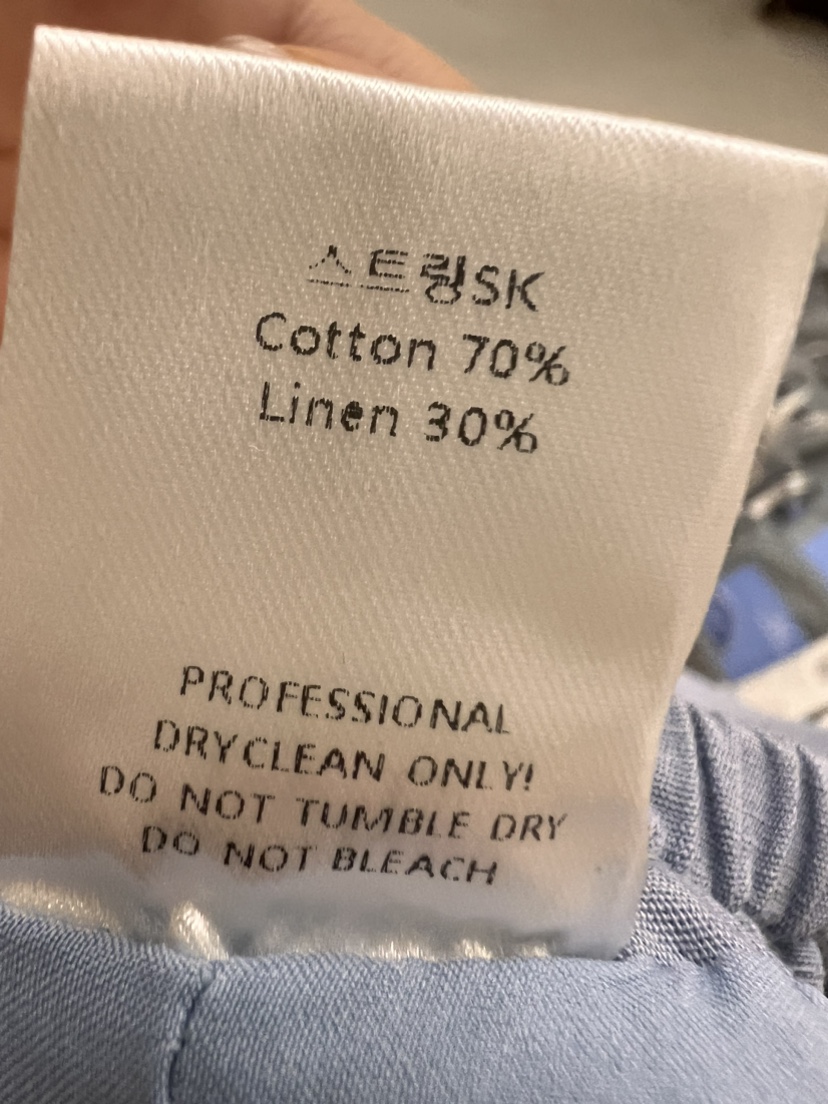 스트링SK
Cotton 70%
Linen 30%
PROFESSIONAL
DRYCLEAN ONLY!
DO NOT TUMBLE DRY
DO NOT BLEACH